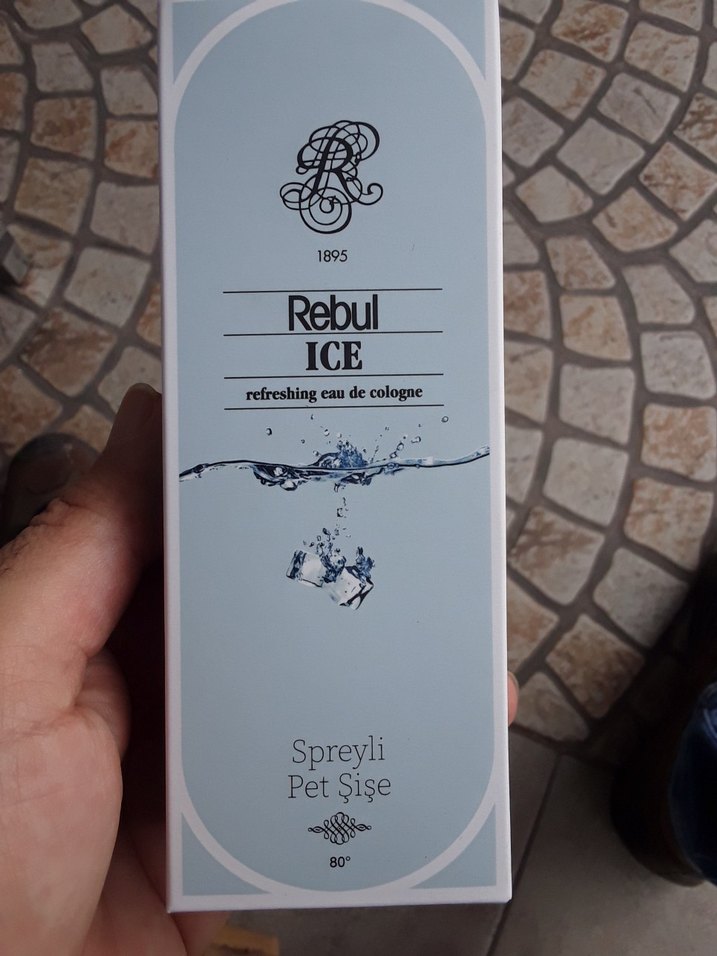 R
1895
Rebul
ICE
refreshing eau de cologne
Spreyli
Pet Şişe
80°